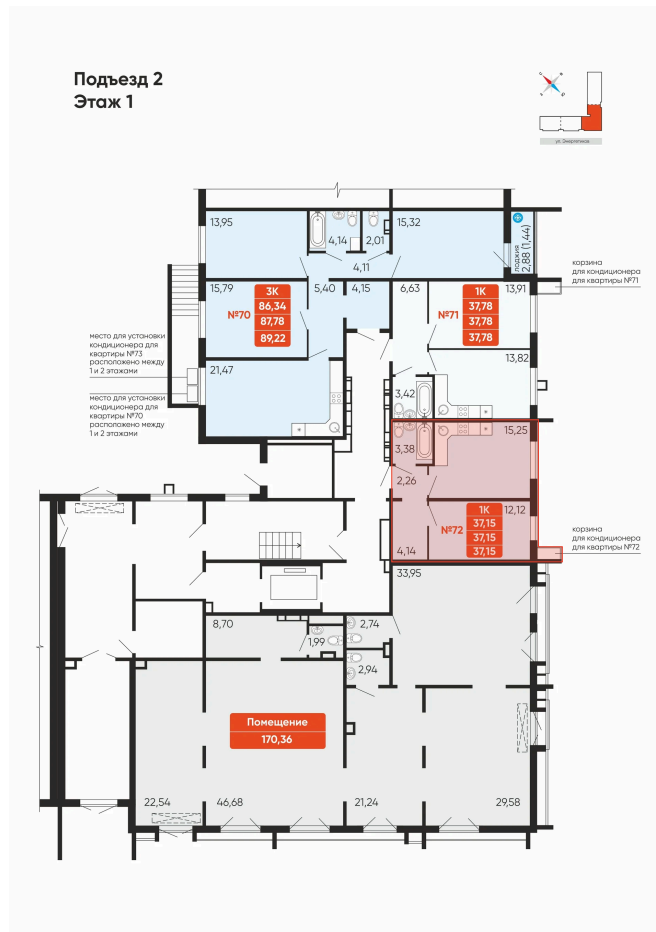 Подъезд 2
Этаж 1
ул. Энергетиков
13,95
4,14
2,01
15,32
4,11
лоджия
2,88 (1,44)
корзина
для кондиционера
для квартиры №71
15,79
№70
3К
86,34
87,78
89,22
5,40
4,15
6,63
№71
1К
37,78
37,78
37,78
13,91
место для установки
кондиционера для
квартиры №73
расположено между
1 и 2 этажами
21,47
13,82
место для установки
кондиционера для
квартиры №70
расположено между
1 и 2 этажами
3,42
3,38
15,25
2,26
№72
1К
37,15
37,15
37,15
12,12
4,14
корзина
для кондиционера
для квартиры №72
33,95
8,70
1,99
2,74
2,94
Помещение
170,36
22,54
46,68
21,24
29,58